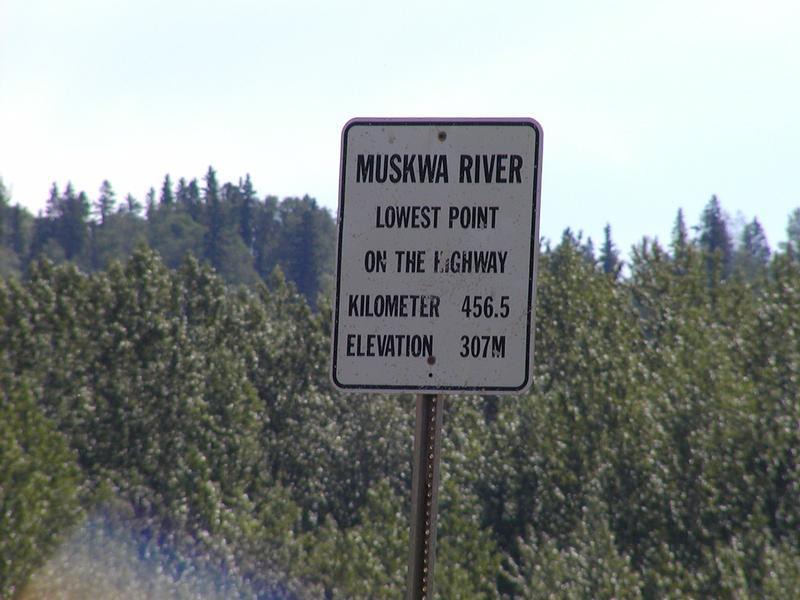 MUSKWA RIVER
LOWEST POINT
ON THE HIGHWAY
KILOMETER 456.5
ELEVATION 307M